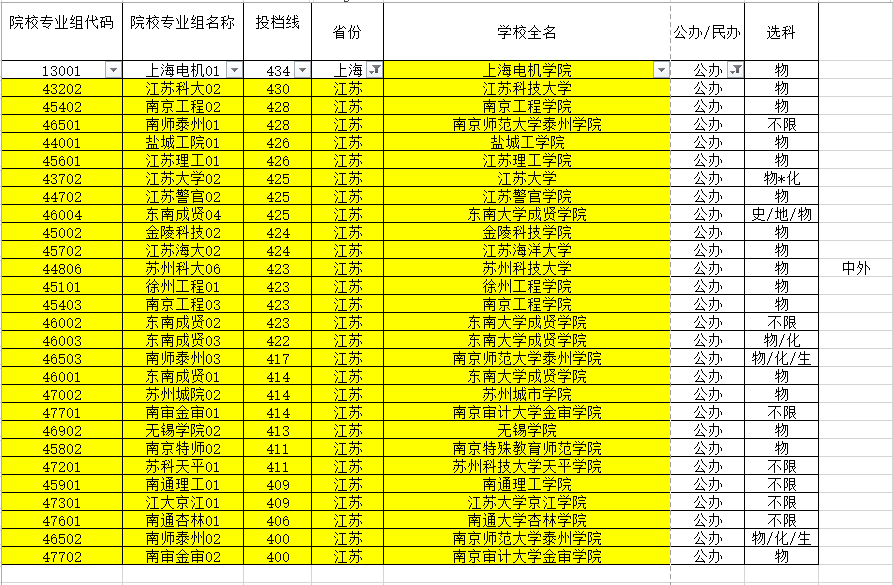 院校专业组代码 院校专业组名称 投档线 省份 学校全名 公办/民办 选科
13001 上海电机01 434 上海 上海电机学院 公办 物
43202 江苏科大02 430 江苏 江苏科技大学 公办 物
45402 南京工程02 428 江苏 南京工程学院 公办 物
46501 南师泰州01 428 江苏 南京师范大学泰州学院 公办 不限
44001 盐城工院01 426 江苏 盐城工学院 公办 物
45601 江苏理工01 426 江苏 江苏理工学院 公办 物
43702 江苏大学02 425 江苏 江苏大学 公办 物*化
44702 江苏警官02 425 江苏 江苏警官学院 公办 物
46004 东南成贤04 425 江苏 东南大学成贤学院 公办 史/地/物
45002 金陵科技02 424 江苏 金陵科技学院 公办 物
45702 江苏海大02 424 江苏 江苏海洋大学 公办 物
44806 苏州科大06 423 江苏 苏州科技大学 公办 物 中外
45101 徐州工程01 423 江苏 徐州工程学院 公办 物
45403 南京工程03 423 江苏 南京工程学院 公办 物
46002 东南成贤02 423 江苏 东南大学成贤学院 公办 不限
46003 东南成贤03 422 江苏 东南大学成贤学院 公办 物/化
46503 南师泰州03 417 江苏 南京师范大学泰州学院 公办 物/化/生
46001 东南成贤01 414 江苏 东南大学成贤学院 公办 物
47002 苏州城院02 414 江苏 苏州城市学院 公办 物
47701 南审金审01 414 江苏 南京审计大学金审学院 公办 不限
46902 无锡学院02 413 江苏 无锡学院 公办 物
45802 南京特师02 411 江苏 南京特殊教育师范学院 公办 物
47201 苏科天平01 411 江苏 苏州科技大学天平学院 公办 不限
45901 南通理工01 409 江苏 南通理工学院 公办 不限
47301 江大京江01 409 江苏 江苏大学京江学院 公办 不限
47601 南通杏林01 406 江苏 南通大学杏林学院 公办 不限
46502 南师泰州02 400 江苏 南京师范大学泰州学院 公办 物/化/生
47702 南审金审02 400 江苏 南京审计大学金审学院 公办 物